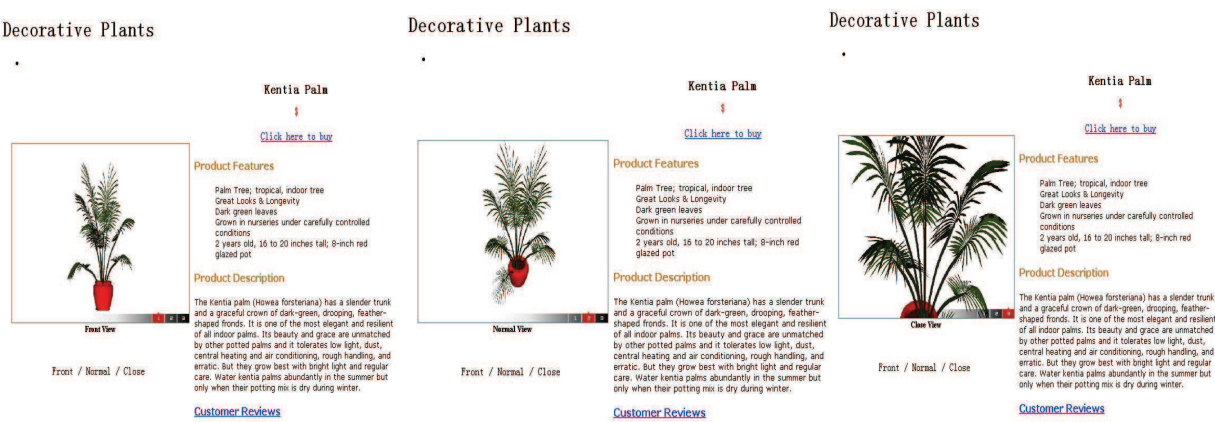 Decorative Plants
Kentia Palm
$
Click here to buy
Product Features
Palm Tree; tropical, indoor tree
Great Looks & Longevity
Dark green leaves
Grown in nurseries under carefully controlled
conditions
2 years old, 16 to 20 inches tall; 8-inch red
glazed pot
Product Description
The Kentia palm (Howea forsteriana) has a slender trunk
and a graceful crown of dark-green, drooping, feather-
shaped fronds. It is one of the most elegant and resilient
of all indoor palms. Its beauty and grace are unmatched
by other potted palms and it tolerates low light, dust,
central heating and air conditioning, rough handling, and
erratic. But they grow best with bright light and regular
care. Water kentia palms abundantly in the summer but
only when their potting mix is dry during winter.
Customer Reviews
1 2 3
Front View
Front / Normal / Close
Decorative Plants
Kentia Palm
$
Click here to buy
Product Features
Palm Tree; tropical, indoor tree
Great Looks & Longevity
Dark green leaves
Grown in nurseries under carefully controlled
conditions
2 years old, 16 to 20 inches tall; 8-inch red
glazed pot
Product Description
The Kentia palm (Howea forsteriana) has a slender trunk
and a graceful crown of dark-green, drooping, feather-
shaped fronds. It is one of the most elegant and resilient
of all indoor palms. Its beauty and grace are unmatched
by other potted palms and it tolerates low light, dust,
central heating and air conditioning, rough handling, and
erratic. But they grow best with bright light and regular
care. Water kentia palms abundantly in the summer but
only when their potting mix is dry during winter.
Customer Reviews
1 2 3
Normal View
Front / Normal / Close
Decorative Plants
Kentia Palm
$
Click here to buy
Product Features
Palm Tree; tropical, indoor tree
Great Looks & Longevity
Dark green leaves
Grown in nurseries under carefully controlled
conditions
2 years old, 16 to 20 inches tall; 8-inch red
glazed pot
Product Description
The Kentia palm (Howea forsteriana) has a slender trunk
and a graceful crown of dark-green, drooping, feather-
shaped fronds. It is one of the most elegant and resilient
of all indoor palms. Its beauty and grace are unmatched
by other potted palms and it tolerates low light, dust,
central heating and air conditioning, rough handling, and
erratic. But they grow best with bright light and regular
care. Water kentia palms abundantly in the summer but
only when their potting mix is dry during winter.
Customer Reviews
Close View
Front / Normal / Close